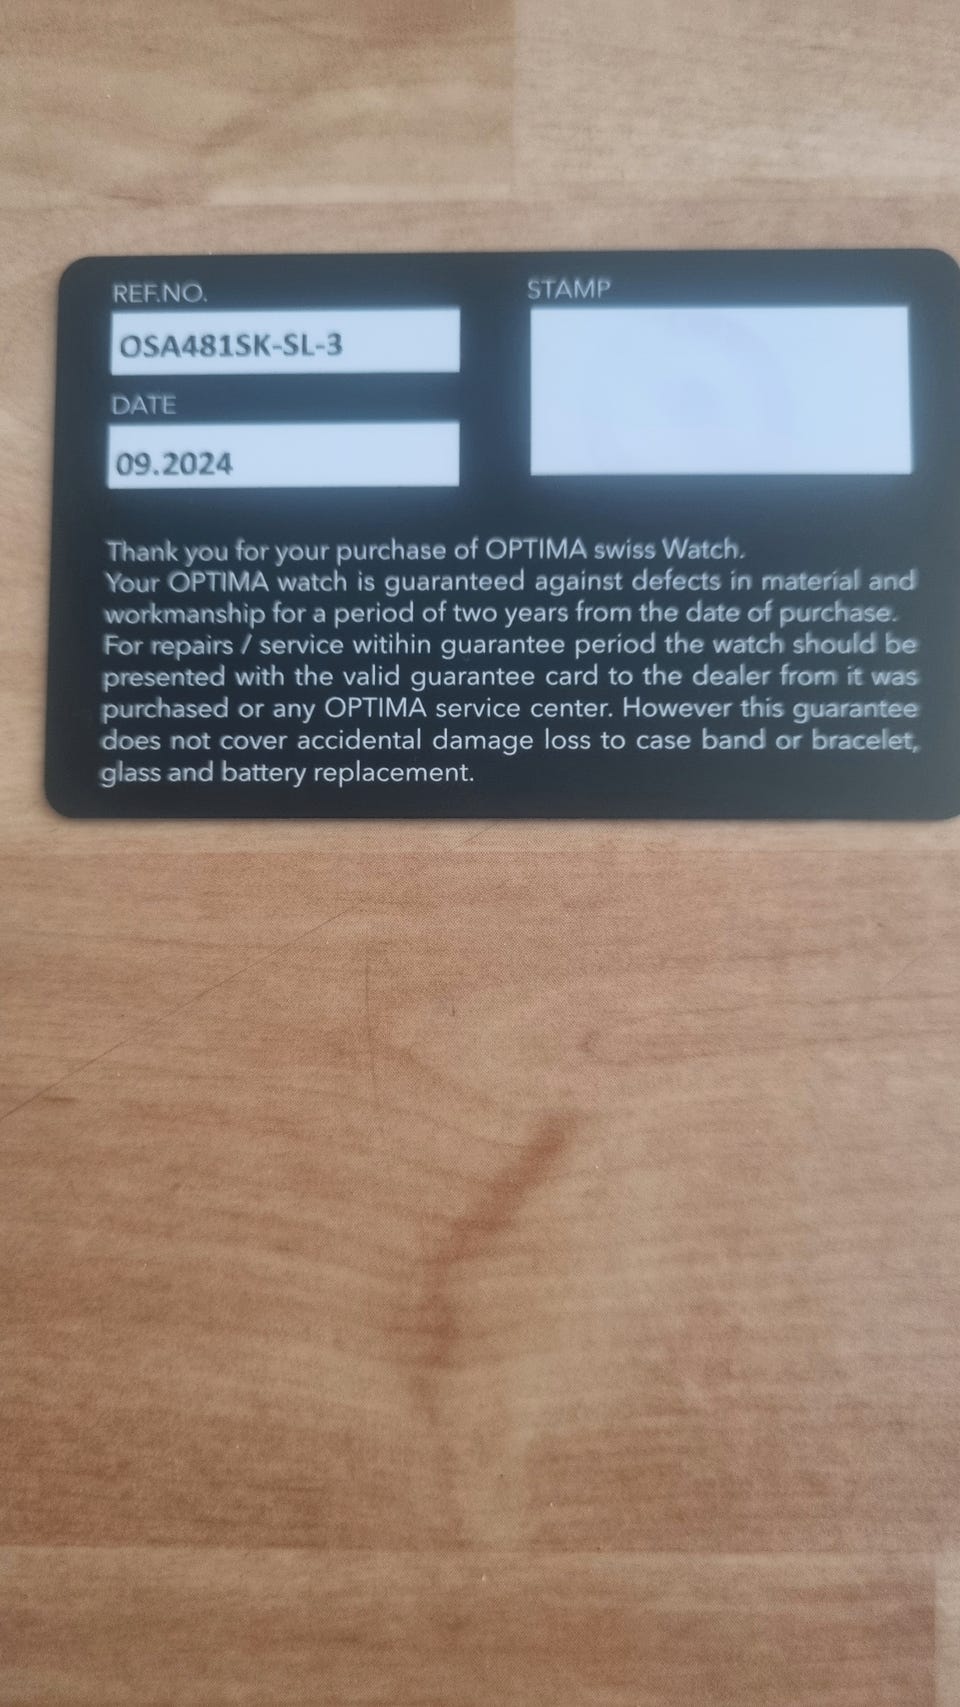 REF.NO.
OSA481SK-SL-3
DATE
09.2024
STAMP
Thank you for your purchase of OPTIMA swiss Watch.
Your OPTIMA watch is guaranteed against defects in material and
workmanship for a period of two years from the date of purchase.
For repairs / service witihin guarantee period the watch should be
presented with the valid guarantee card to the dealer from it was
purchased or any OPTIMA service center. However this guarantee
does not cover accidental damage loss to case band or bracelet,
glass and battery replacement.